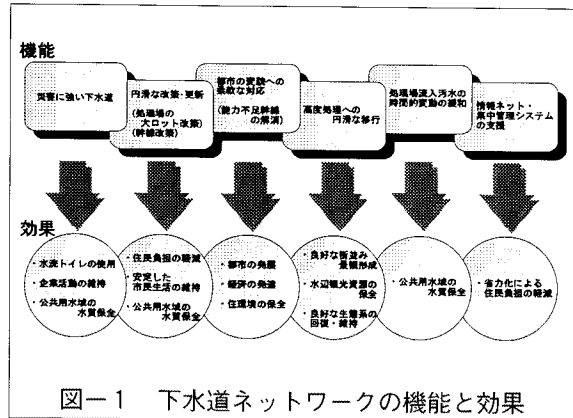 機能
災害に強い下水道
円滑な改築・更新
(処理場の
大ロット改築)
(幹線改築)
都市の変貌への
柔軟な対応
(能力不足幹線
の解消)
高度処理への
円滑な移行
処理場流入汚水の
時間的変動の緩和
情報ネット・
集中管理システム
の支援
効果
・水洗トイレの使用
・企業活動の維持
・公共用水域の
水質保全
・住民負担の軽減
・安定した
市民生活の維持
・公共用水域の
水質保全
・都市の発展
・経済の発達
・住環境の保全
・良好な街並み
景観形成
・水辺観光資源の
保全
・良好な生態系の
回復・維持
・公共用水域の
水質保全
・省力化による
住民負担の軽減
図－1 下水道ネットワークの機能と効果